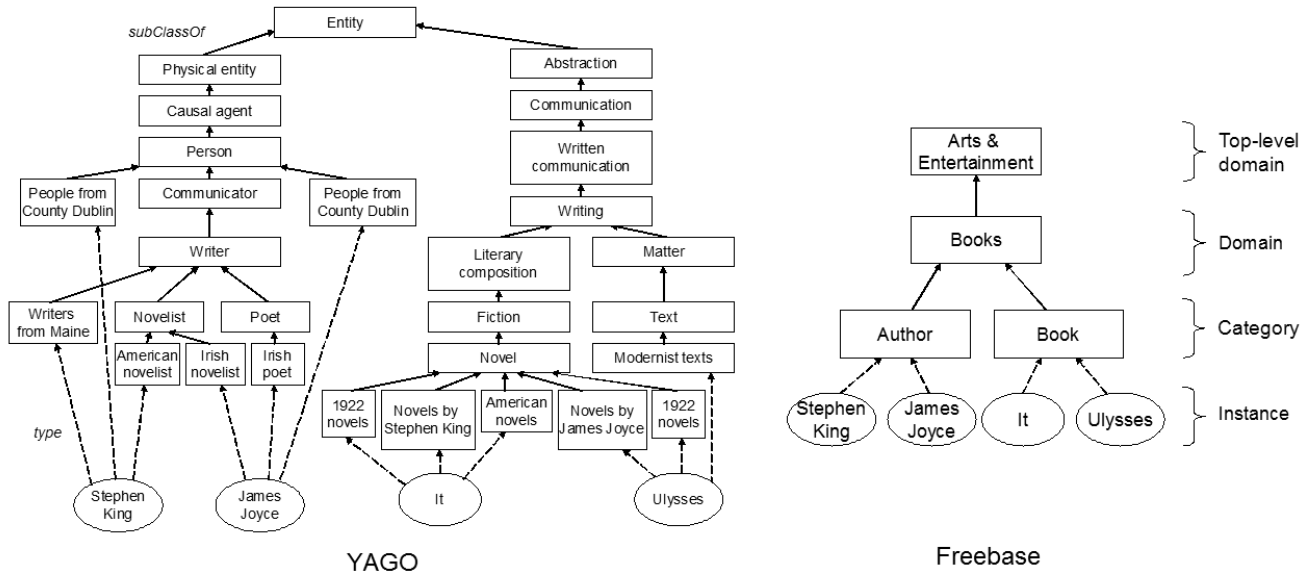 Entity
subClassOf
Physical entity
Abstraction
Causal agent
Communication
Person
Written
communication
People from
County Dublin
Communicator
People from
County Dublin
Writing
Writer
Literary
composition
Matter
Writers
from Maine
Novelist
Poet
Fiction
Text
American
novelist
Irish
novelist
Irish
poet
Novel
Modernist texts
1922
novels
Novels by
Stephen King
American
novels
Novels by
James Joyce
1922
novels
type
Stephen
King
James
Joyce
It
Ulysses
YAGO
Arts &
Entertainment
Top-level
domain
Books
Domain
Author
Book
Category
Stephen
King
James
Joyce
It
Ulysses
Instance
Freebase